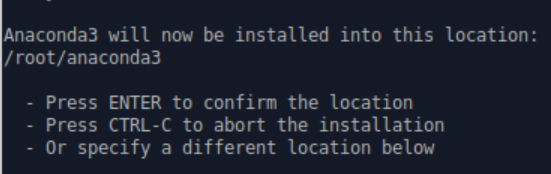 Anaconda3 will now be installed into this location:
/root/anaconda3
- Press ENTER to confirm the location
- Press CTRL-C to abort the installation
- Or specify a different location below